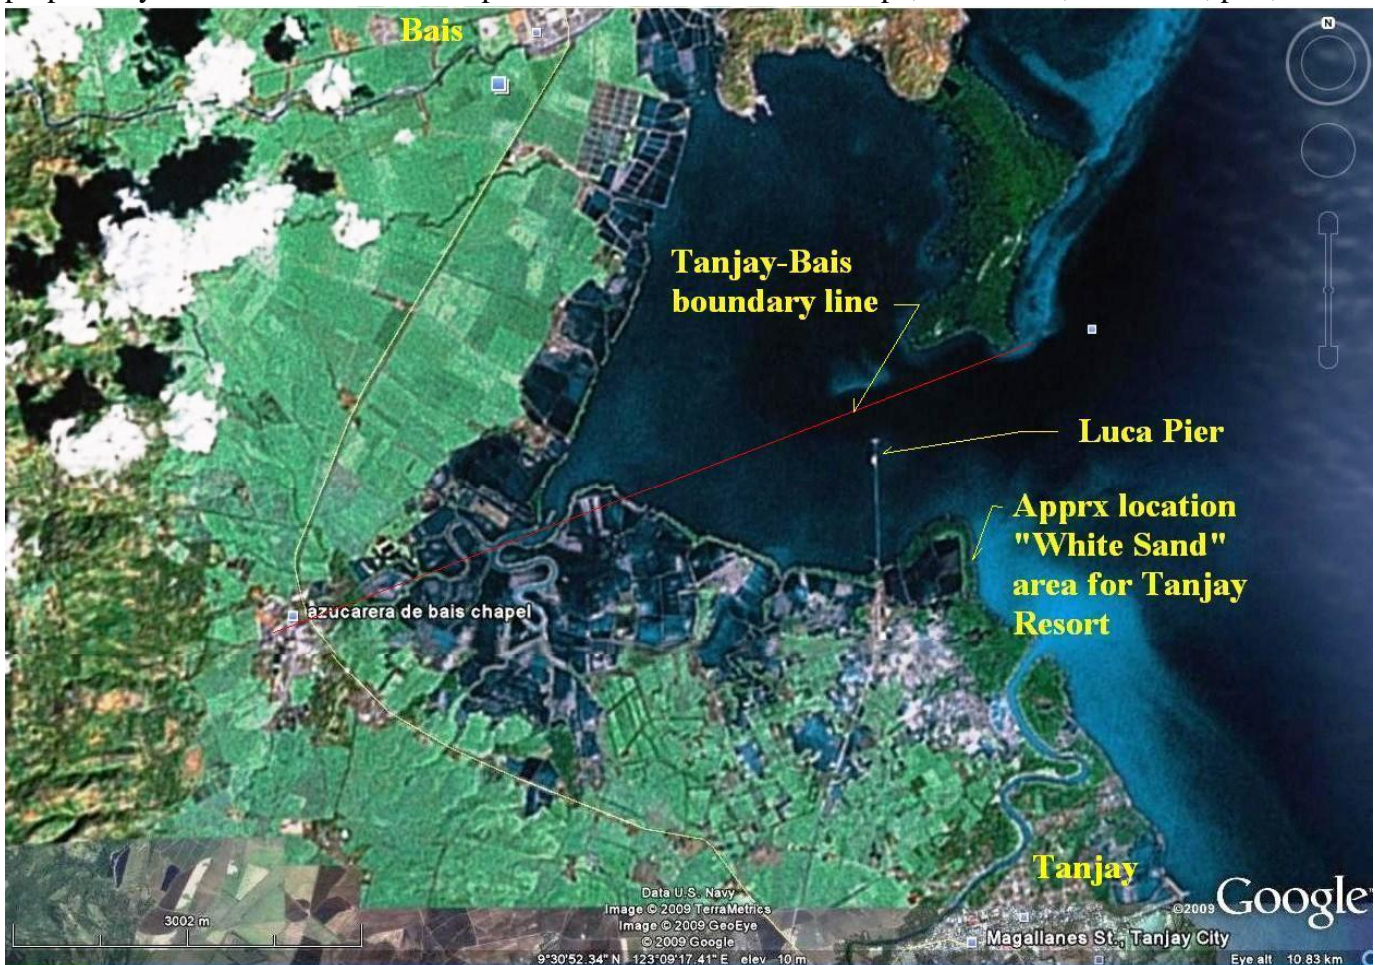 Bais
N
Tanjay-Bais
boundary line
Luca Pier
Apprx location
"White Sand"
area for Tanjay
Resort
azucarera de bais chapel
Tanjay
Data U.S. Navy
Image © 2009 TerraMetrics
Image © 2009 GeoEye
© 2009 Google
©2009 Google
3002 m
Magallanes St., Tanjay City
9°30'52.34" N 123°09'17.41" E elev 10 m
Eye alt 10.83 km